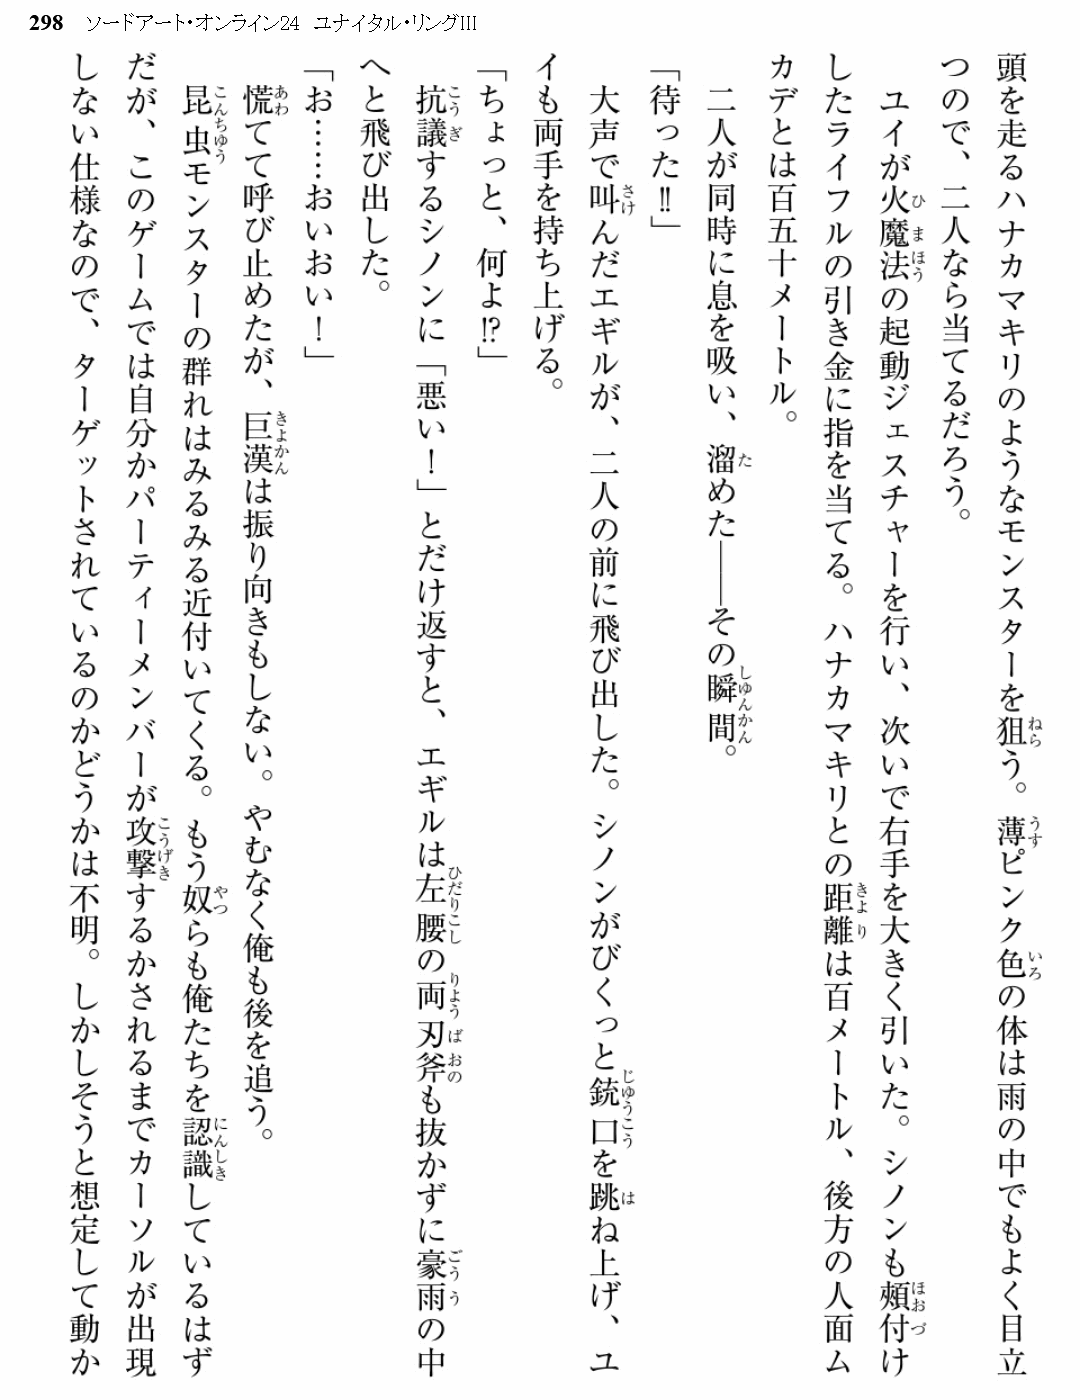 298 ソードアート・オンライン24 ユナイタル・リングⅢ
頭を走るハナカマキリのようなモンスターを狙う。薄ピンク色の体は雨の中でもよく目立
つので、二人なら当てるだろう。
ユイが火魔法の起動ジェスチャーを行い、次いで右手を大きく引いた。シノンも頰付け
したライフルの引き金に指を当てる。ハナカマキリとの距離は百メートル、後方の人面ム
カデとは百五十メートル。
二人が同時に息を吸い、溜めた――その瞬間。
「待った‼」
大声で叫んだエギルが、二人の前に飛び出した。シノンがびくっと銃口を跳ね上げ、ユ
イも両手を持ち上げる。
「ちょっと、何よ⁉」
抗議するシノンに「悪い！」とだけ返すと、エギルは左腰の両刃斧も抜かずに豪雨の中
へと飛び出した。
「お……おいおい！」
慌てて呼び止めたが、巨漢は振り向きもしない。やむなく俺も後を追う。
昆虫モンスターの群れはみるみる近付いてくる。もう奴らも俺たちを認識しているはず
だが、このゲームでは自分かパーティーメンバーが攻撃するかされるまでカーソルが出現
しない仕様なので、ターゲットされているのかどうかは不明。しかしそうと想定して動か